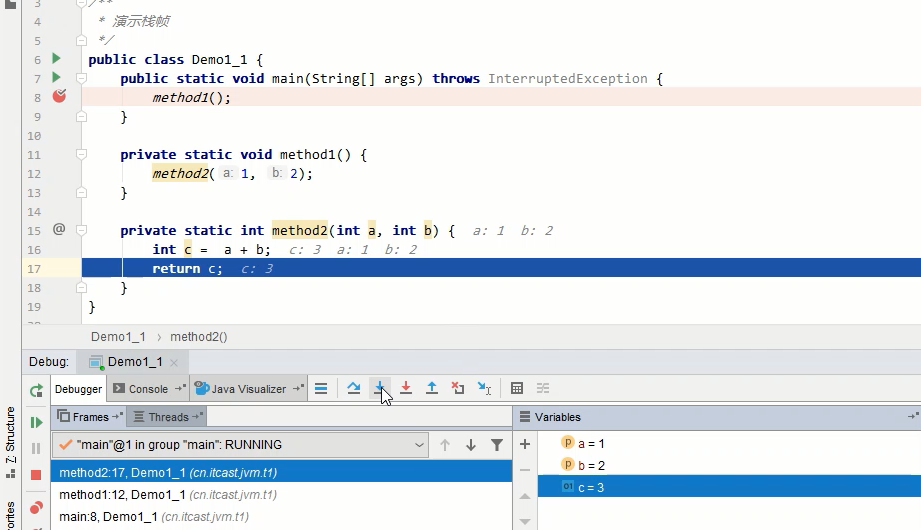 3 /**
4 * 演示栈帧
5 */
6 public class Demo1_1 {
7 public static void main(String[] args) throws InterruptedException {
8 method1();
9 }
10
11 private static void method1() {
12 method2( a: 1, b: 2);
13 }
14
15 @ private static int method2(int a, int b) { a: 1 b: 2
16 int c = a + b; c: 3 a: 1 b: 2
17 return c; c: 3
18 }
19 }
Demo1_1 › method2()
Debug: Demo1_1 ×
Debugger Console Java Visualizer
Frames Threads Variables
"main"@1 in group "main": RUNNING
method2:17, Demo1_1 (cn.itcast.jvm.t1)
method1:12, Demo1_1 (cn.itcast.jvm.t1)
main:8, Demo1_1 (cn.itcast.jvm.t1)
p a = 1
p b = 2
01 c = 3
Z: Structure